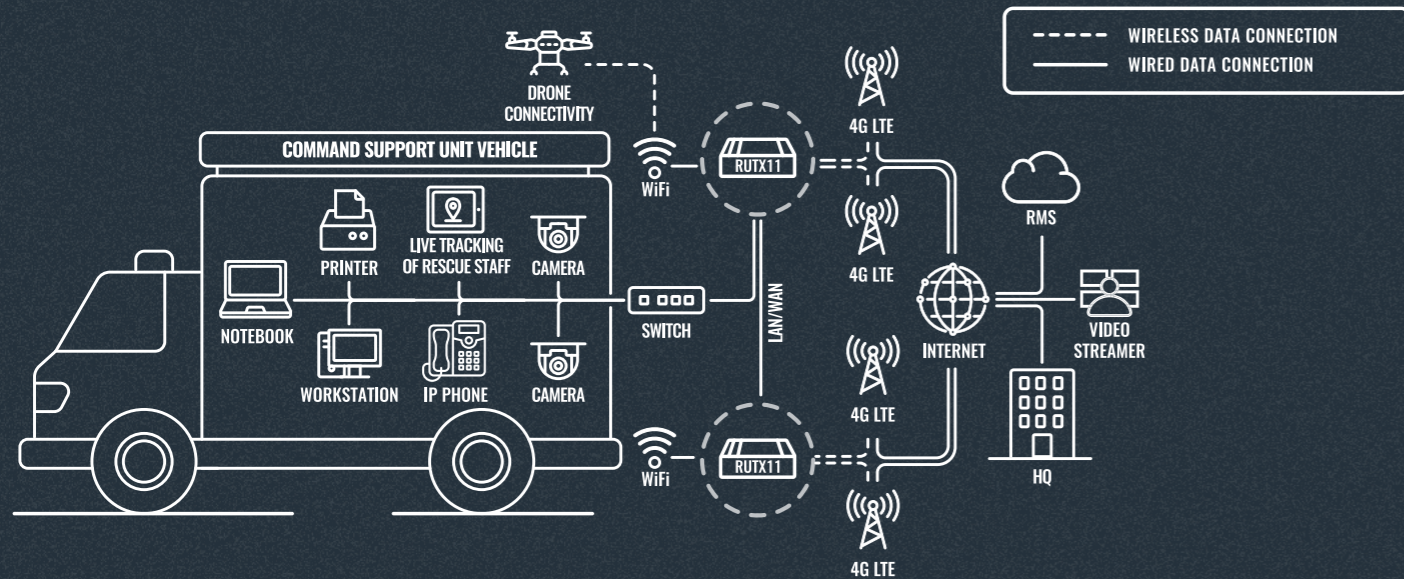 WIRELESS DATA CONNECTION
WIRED DATA CONNECTION
DRONE
CONNECTIVITY
4G LTE
COMMAND SUPPORT UNIT VEHICLE
RUTX11
WiFi
RMS
PRINTER
LIVE TRACKING
OF RESCUE STAFF
CAMERA
4G LTE
NOTEBOOK
SWITCH
LAN/WAN
INTERNET
VIDEO
STREAMER
WORKSTATION
IP PHONE
CAMERA
4G LTE
WiFi
RUTX11
HQ
4G LTE